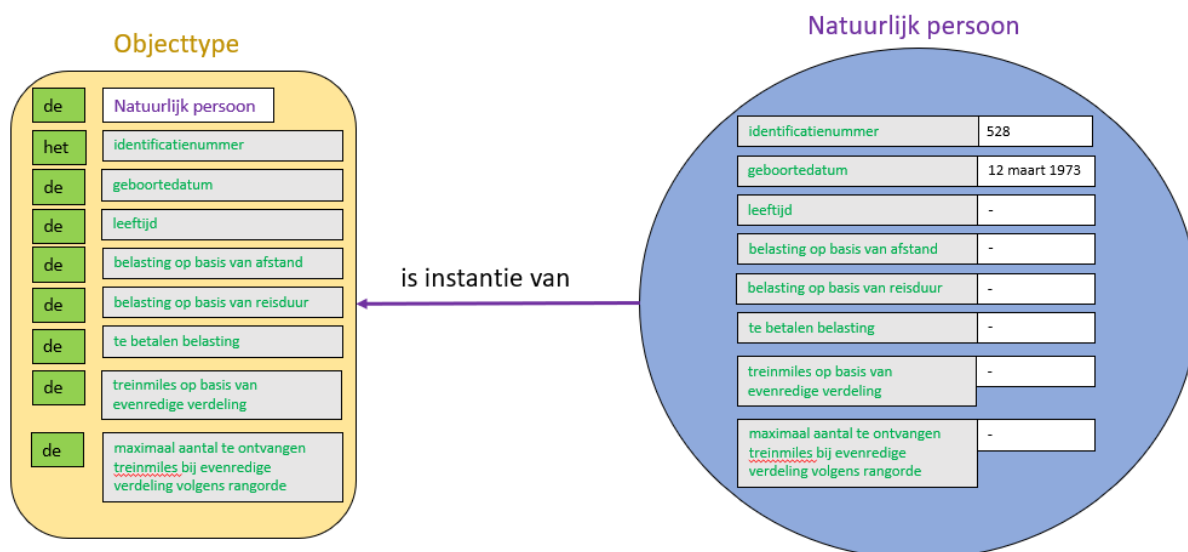 Objecttype
de Natuurlijk persoon
het identificatienummer
de geboortedatum
de leeftijd
de belasting op basis van afstand
de belasting op basis van reisduur
de te betalen belasting
de treinmiles op basis van
evenredige verdeling
de maximaal aantal te ontvangen
treinmiles bij evenredige
verdeling volgens rangorde
is instantie van
Natuurlijk persoon
identificatienummer 528
geboortedatum 12 maart 1973
leeftijd -
belasting op basis van afstand -
belasting op basis van reisduur -
te betalen belasting -
treinmiles op basis van -
evenredige verdeling
maximaal aantal te ontvangen -
treinmiles bij evenredige
verdeling volgens rangorde